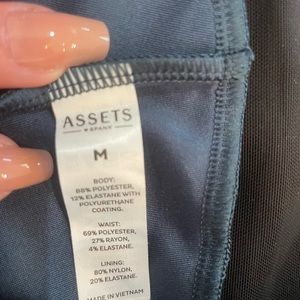 ASSETS
♥ SPANX
M
BODY:
88% POLYESTER,
12% ELASTANE WITH
POLYURETHANE
COATING.
WAIST:
69% POLYESTER,
27% RAYON,
4% ELASTANE.
LINING:
80% NYLON,
20% ELASTANE.
MADE IN VIETNAM